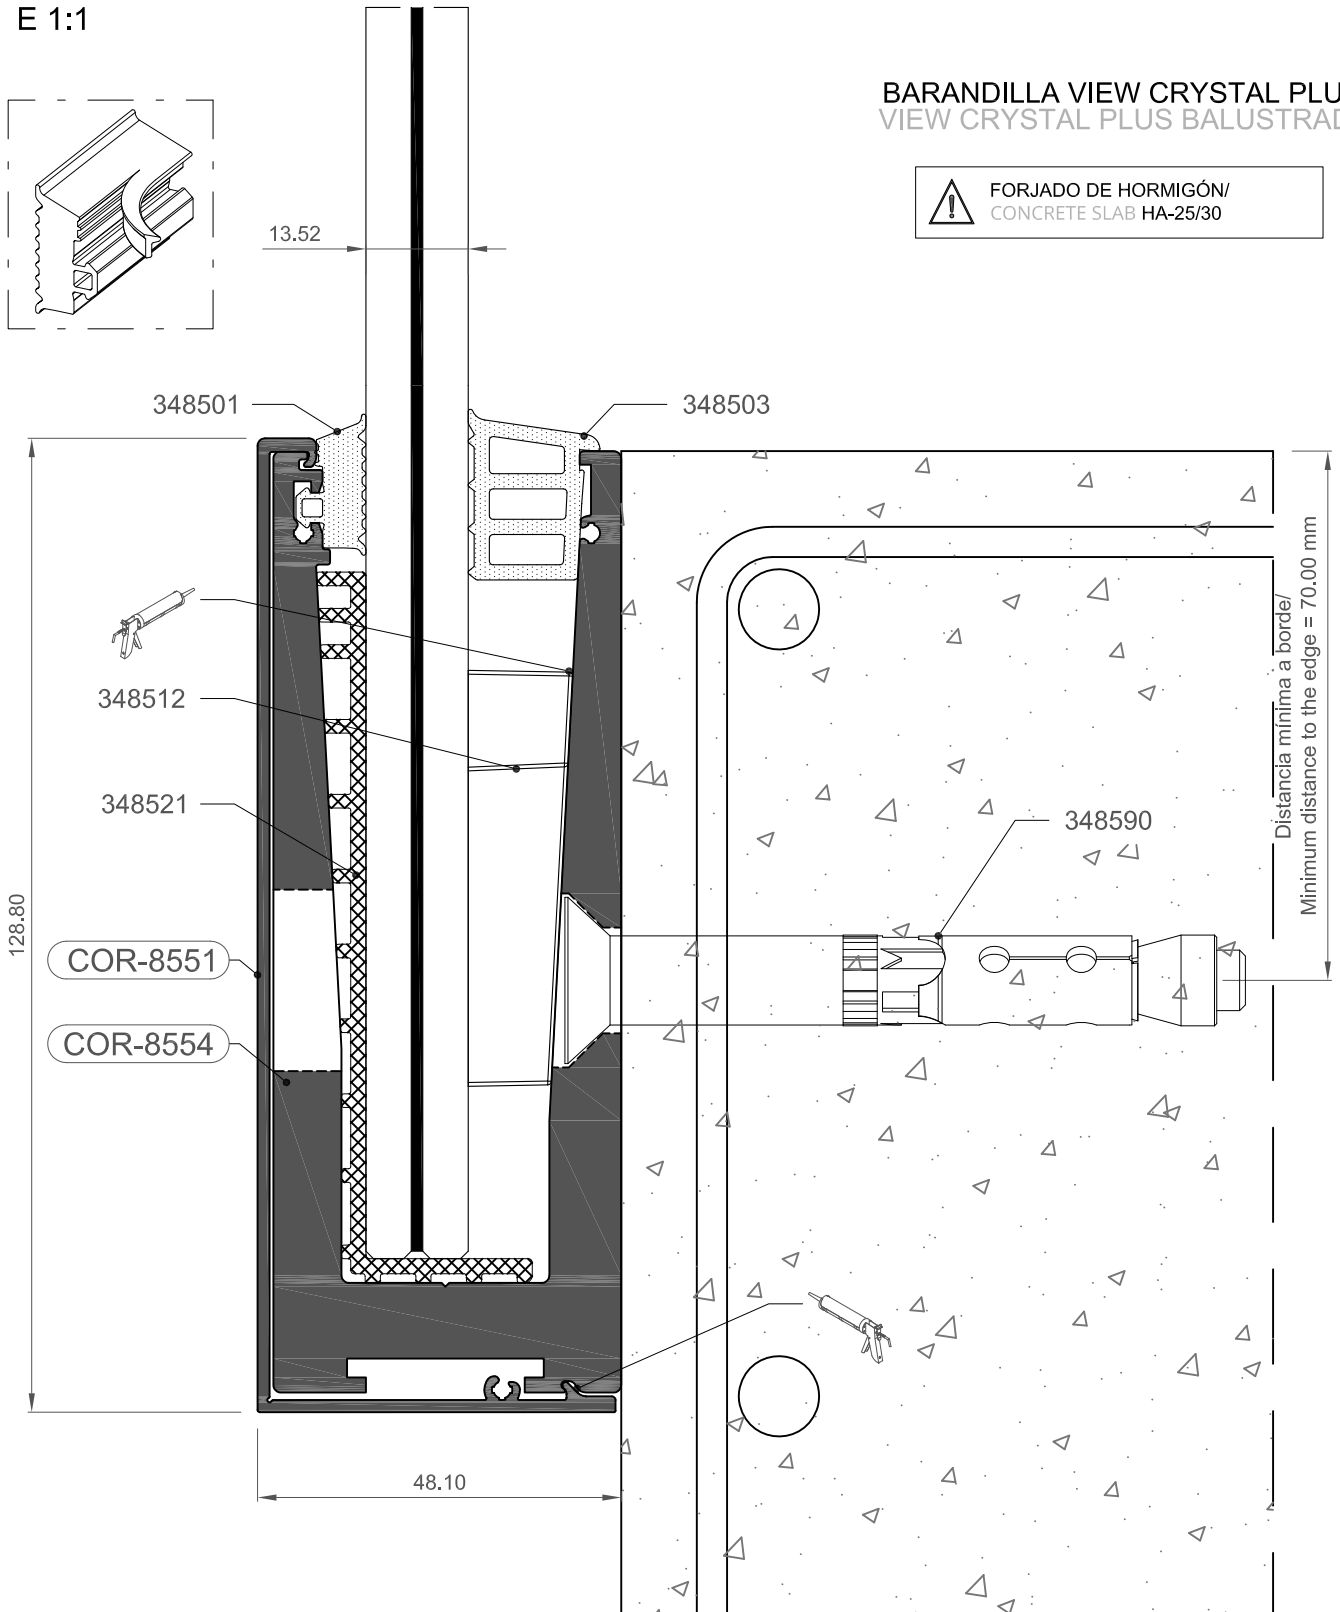 E 1:1
BARANDILLA VIEW CRYSTAL PLU
VIEW CRYSTAL PLUS BALUSTRAD
FORJADO DE HORMIGÓN/
CONCRETE SLAB HA-25/30
13.52
348501
348503
348512
348521
348590
128.80
COR-8551
COR-8554
Distancia mínima a borde/
Minimum distance to the edge = 70.00 mm
48.10